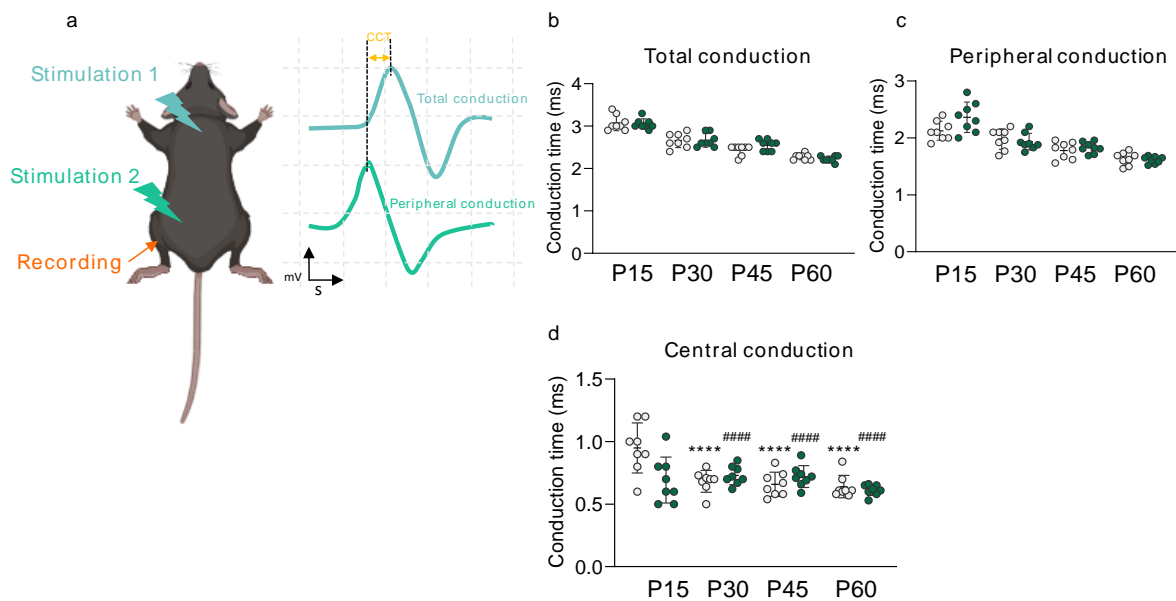 a
Stimulation 1
Stimulation 2
Recording
CCT
Total conduction
Peripheral conduction
mV
S
b
Total conduction
Conduction time (ms)
4
3
2
1
0
P15 P30 P45 P60
c
Peripheral conduction
Conduction time (ms)
3
2
1
0
P15 P30 P45 P60
d
Central conduction
Conduction time (ms)
1.5
1.0
0.5
0.0
**** #### **** #### **** ####
P15 P30 P45 P60